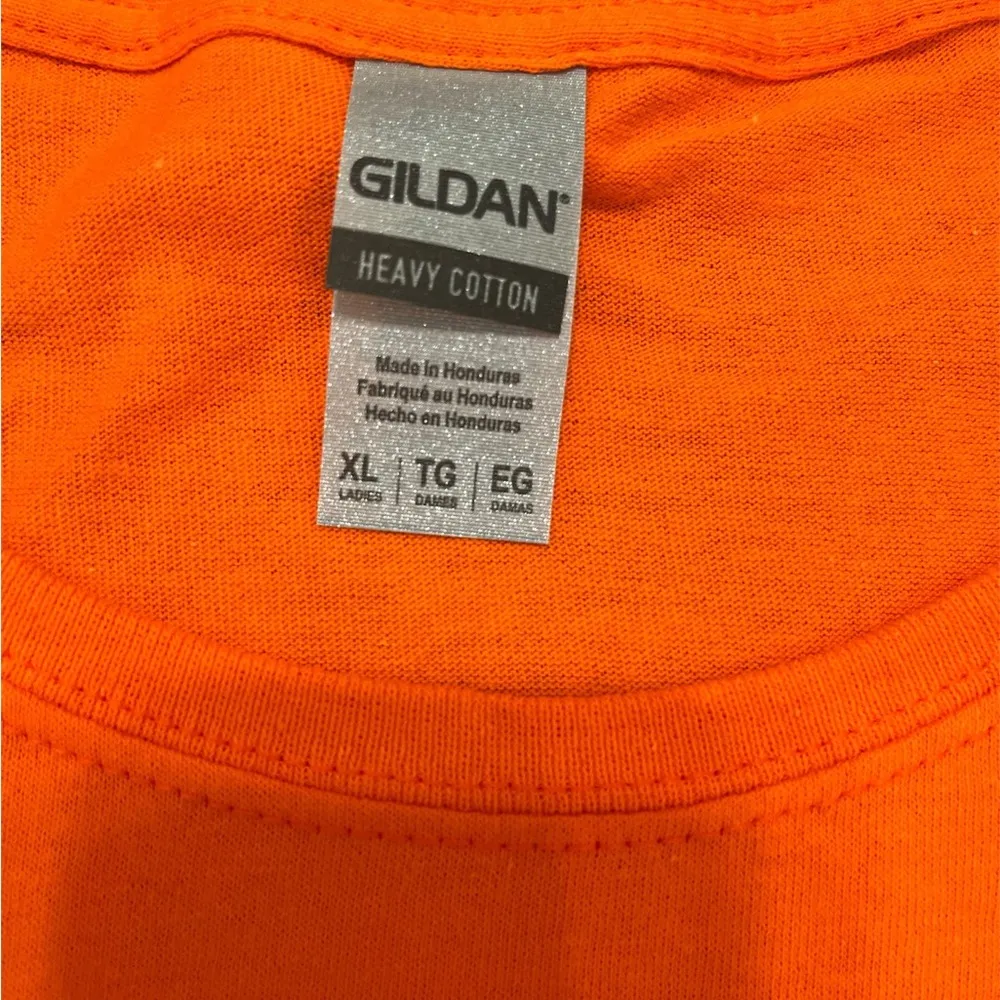 GILDAN®
HEAVY COTTON
Made in Honduras
Fabriqué au Honduras
Hecho en Honduras
XL | TG | EG
LADIES DAMES DAMAS